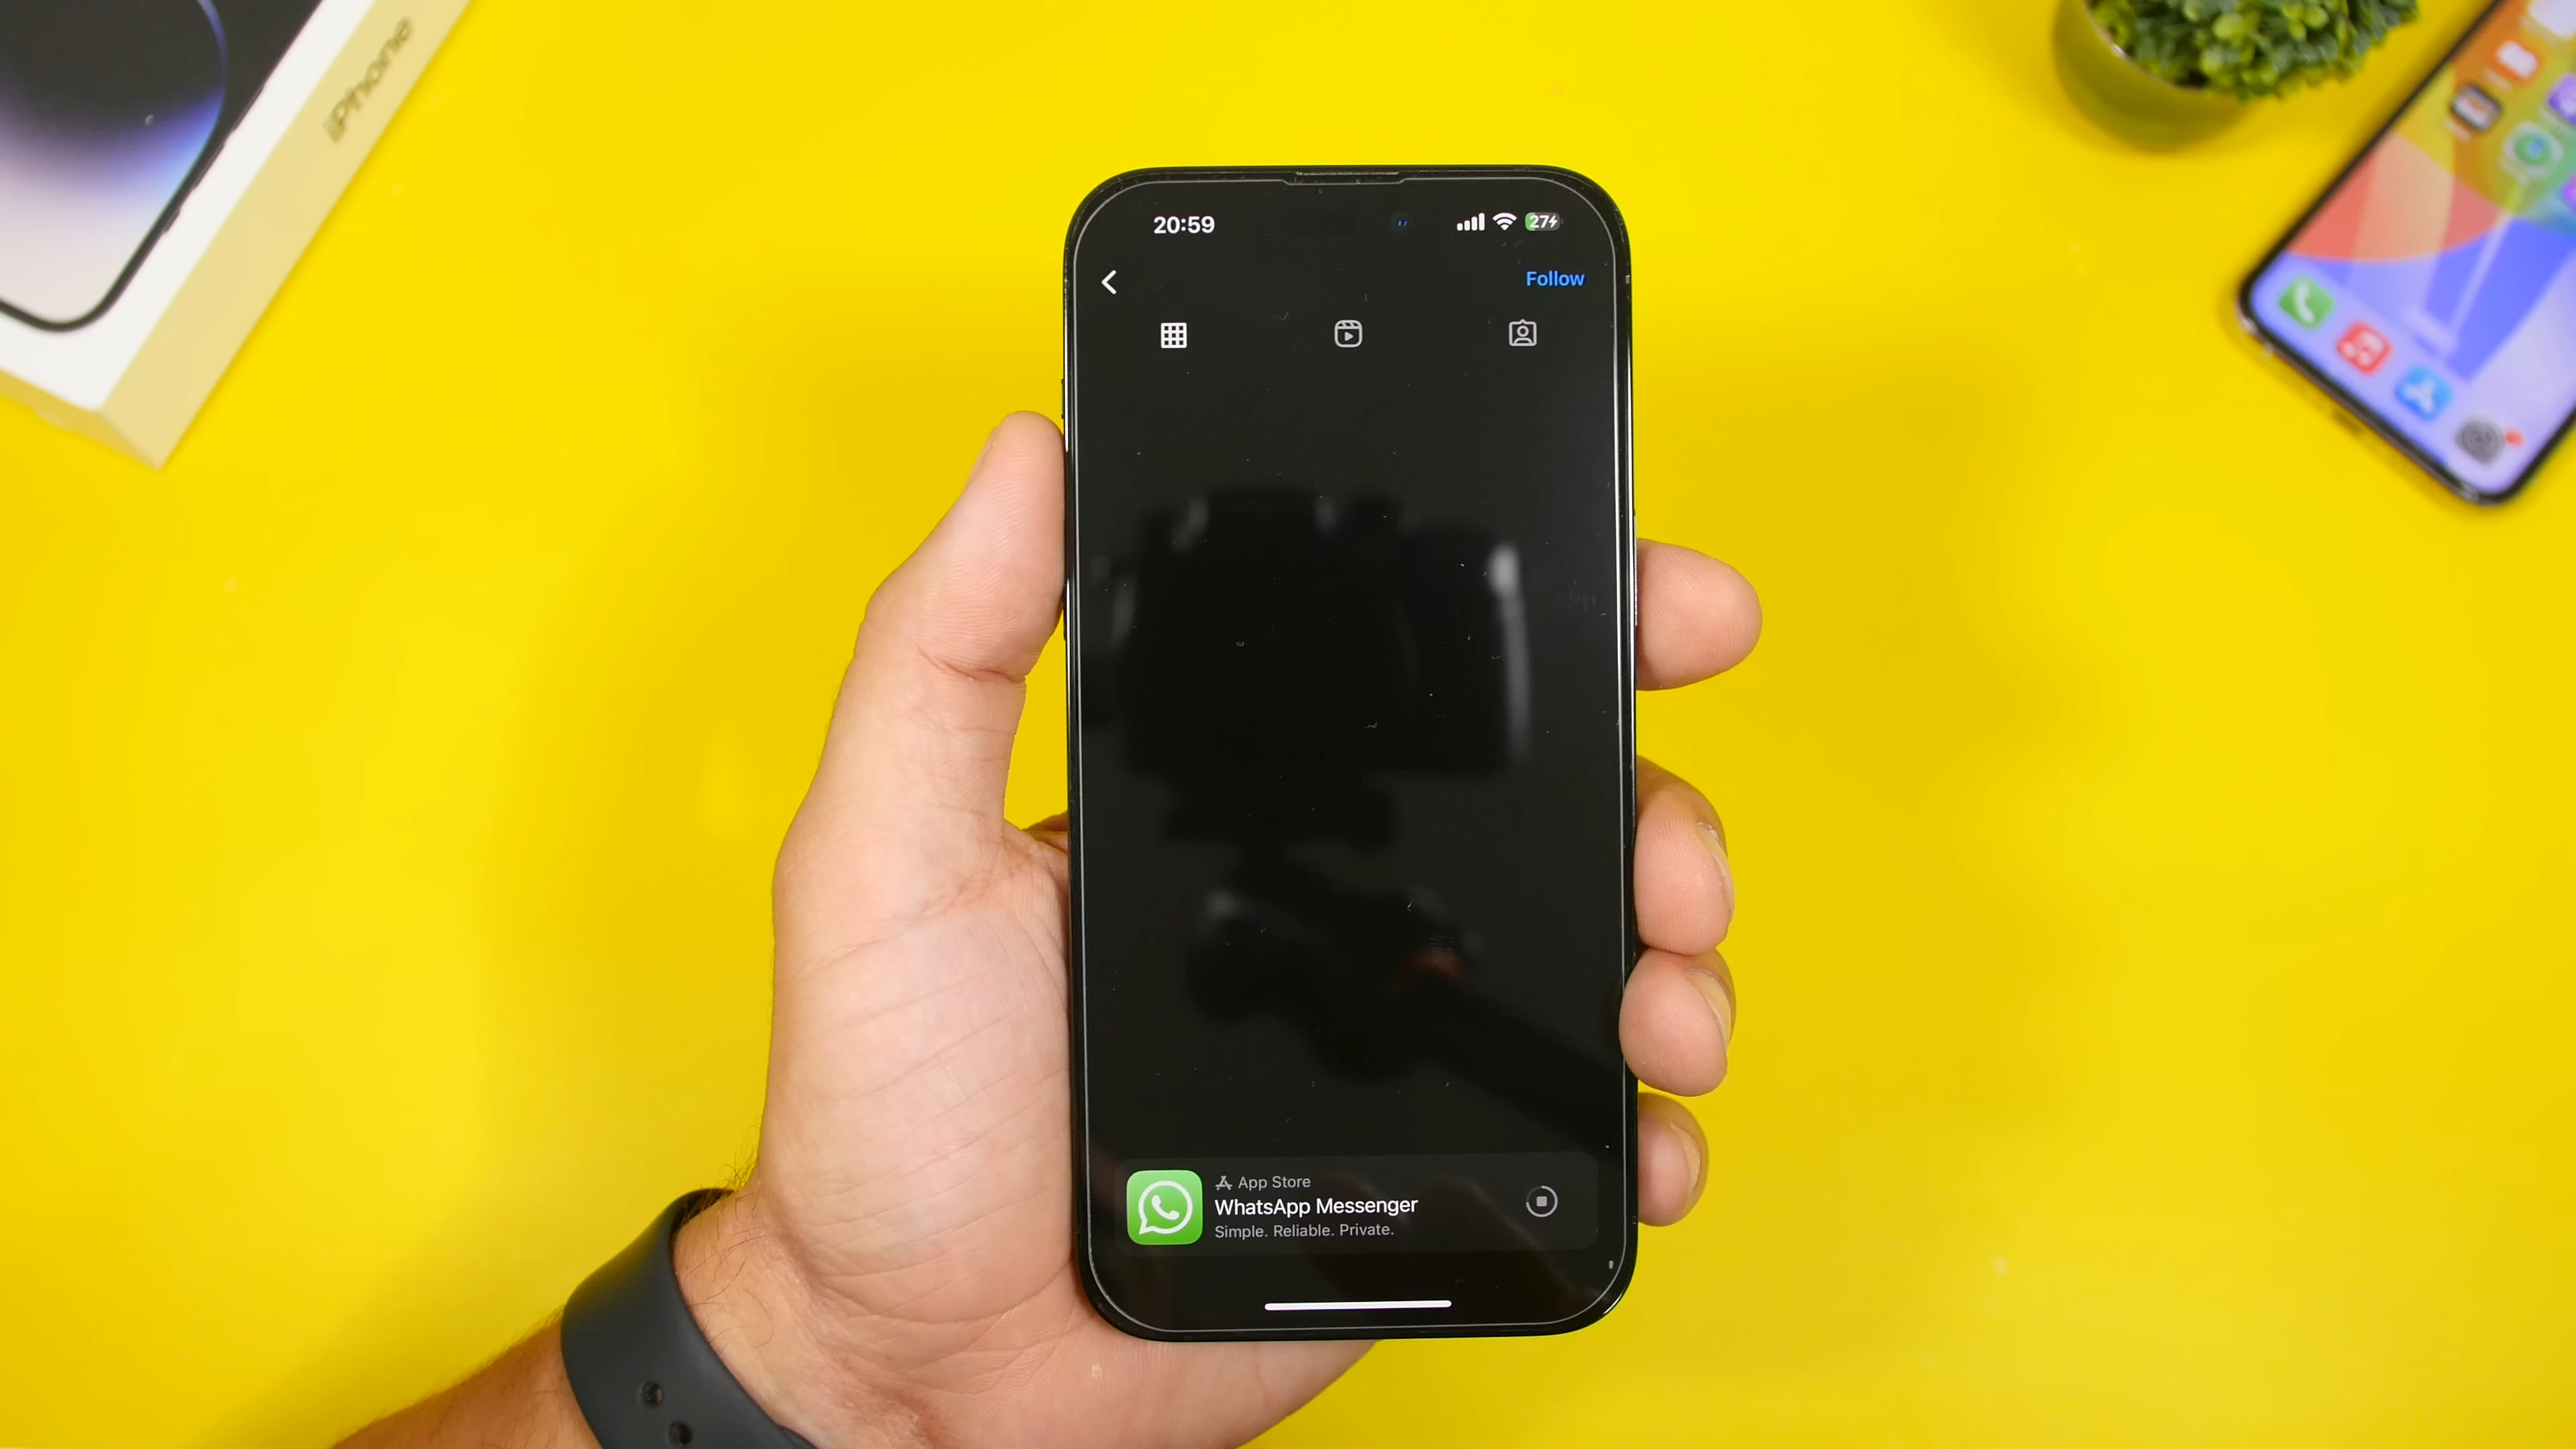 iPhone
20:59
27
Follow
App Store
WhatsApp Messenger
Simple. Reliable. Private.